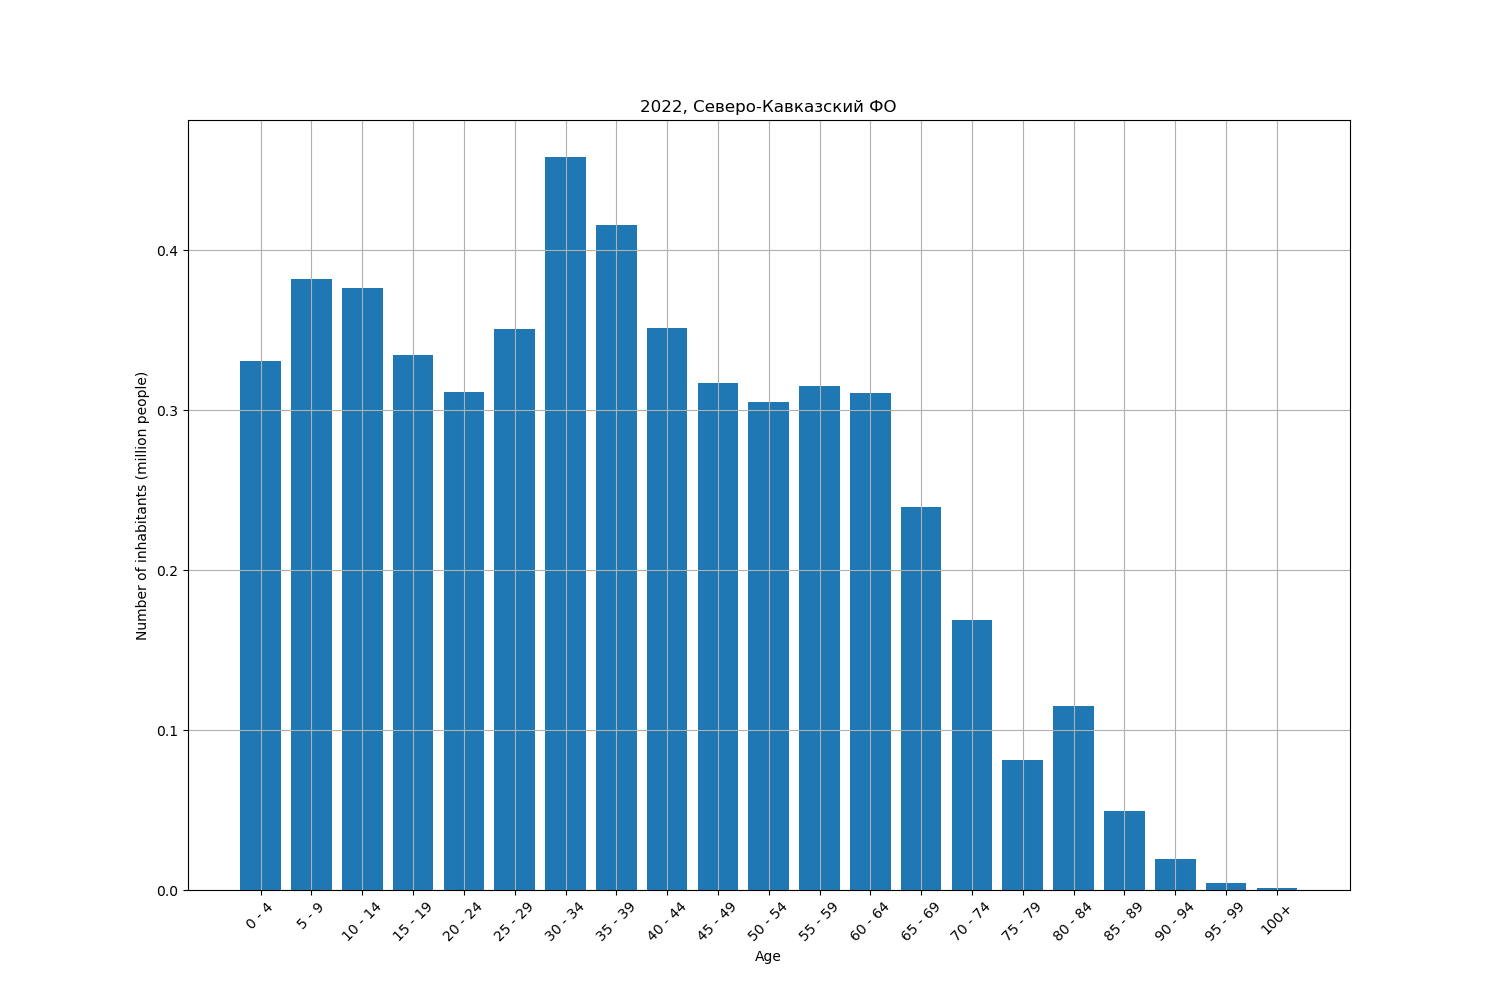 2022, Северо-Кавказский ФО
Number of inhabitants (million people)
0.4
0.3
0.2
0.1
0.0
0 - 4
5 - 9
10 - 14
15 - 19
20 - 24
25 - 29
30 - 34
35 - 39
40 - 44
45 - 49
50 - 54
55 - 59
60 - 64
65 - 69
70 - 74
75 - 79
80 - 84
85 - 89
90 - 94
95 - 99
100+
Age